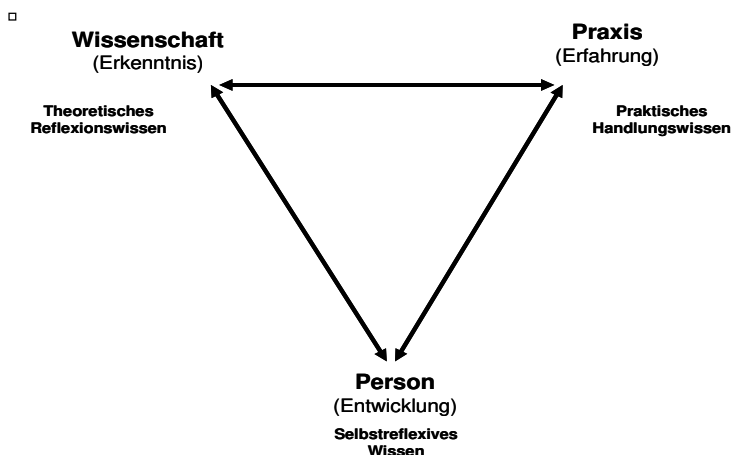 Wissenschaft
(Erkenntnis)
Praxis
(Erfahrung)
Theoretisches
Reflexionswissen
Praktisches
Handlungswissen
Person
(Entwicklung)
Selbstreflexives
Wissen